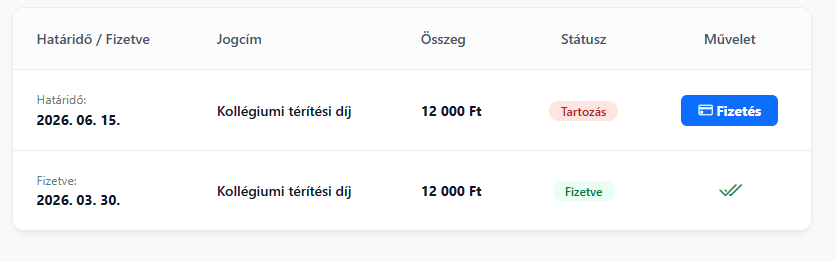 Határidő / Fizetve Jogcím Összeg Státusz Művelet
Határidő:
2026. 06. 15. Kollégiumi térítési díj 12 000 Ft Tartozás Fizetés
Fizetve:
2026. 03. 30. Kollégiumi térítési díj 12 000 Ft Fizetve